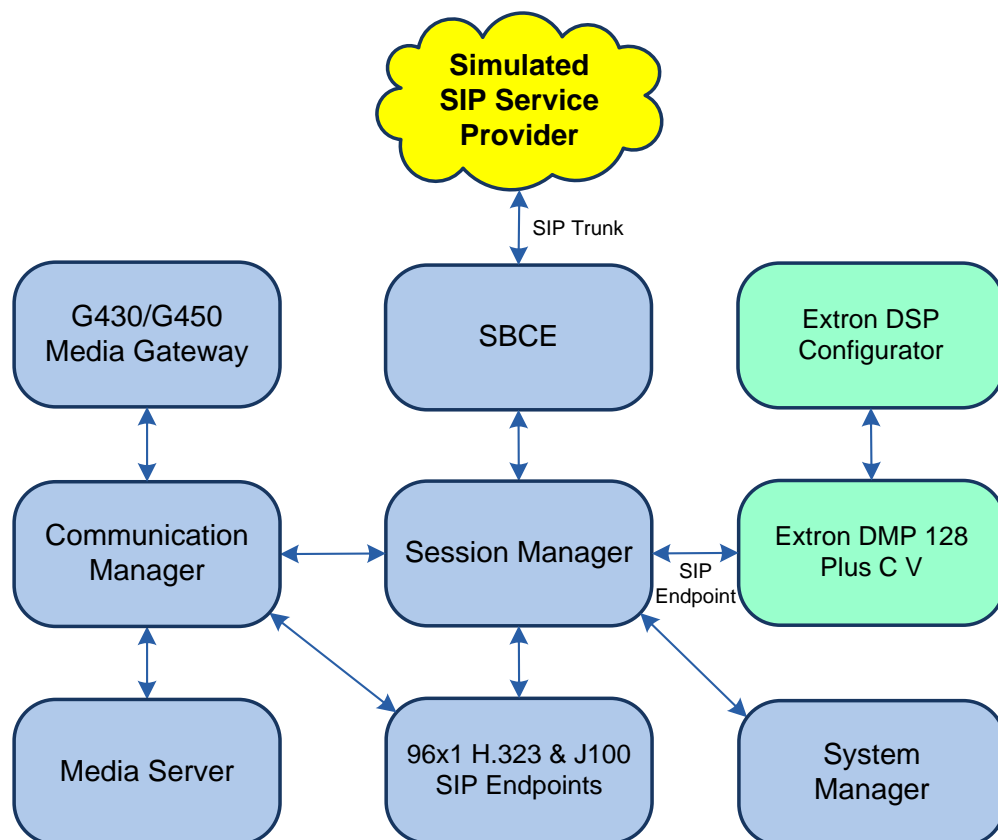 Simulated
SIP Service
Provider
SIP Trunk
G430/G450
Media Gateway
SBCE
Extron DSP
Configurator
Communication
Manager
Session Manager
SIP
Endpoint
Extron DMP 128
Plus C V
Media Server
96x1 H.323 & J100
SIP Endpoints
System
Manager